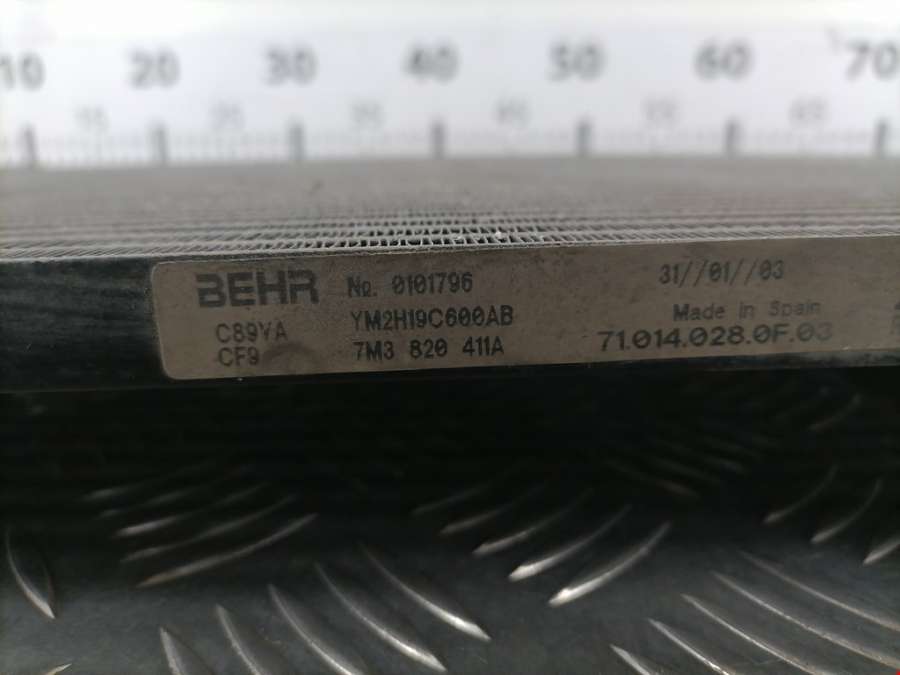 10 20 30 40 50 60 70
BEHR No. 0101796 31//01//03
C89VA YM2H19C600AB Made in Spain
CF9 7M3 820 411A 71.014.028.0F.03